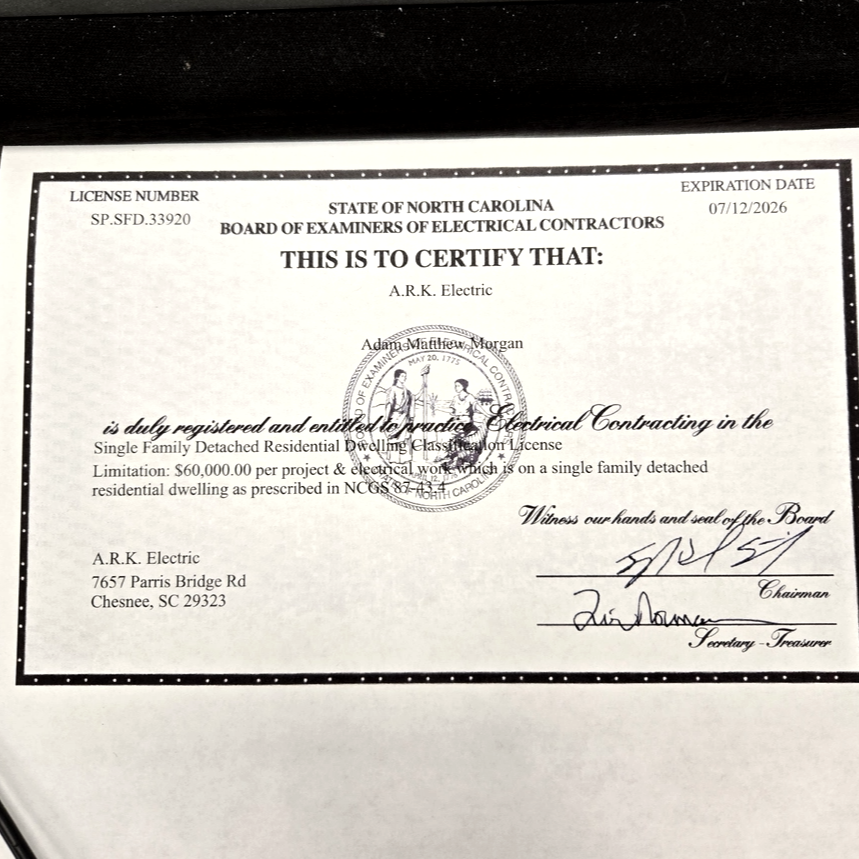 LICENSE NUMBER
SP.SFD.33920
EXPIRATION DATE
07/12/2026
STATE OF NORTH CAROLINA
BOARD OF EXAMINERS OF ELECTRICAL CONTRACTORS
THIS IS TO CERTIFY THAT:
A.R.K. Electric
Adam Matthew Morgan
MAY 20, 1775
is duly registered and entitled to practice Electrical Contracting in the
Single Family Detached Residential Dwelling Classification License
Limitation: $60,000.00 per project & electrical work which is on a single family detached
residential dwelling as prescribed in NCGS 87-43.4
Witness our hands and seal of the Board
A.R.K. Electric
7657 Parris Bridge Rd
Chesnee, SC 29323
Chairman
Secretary - Treasurer